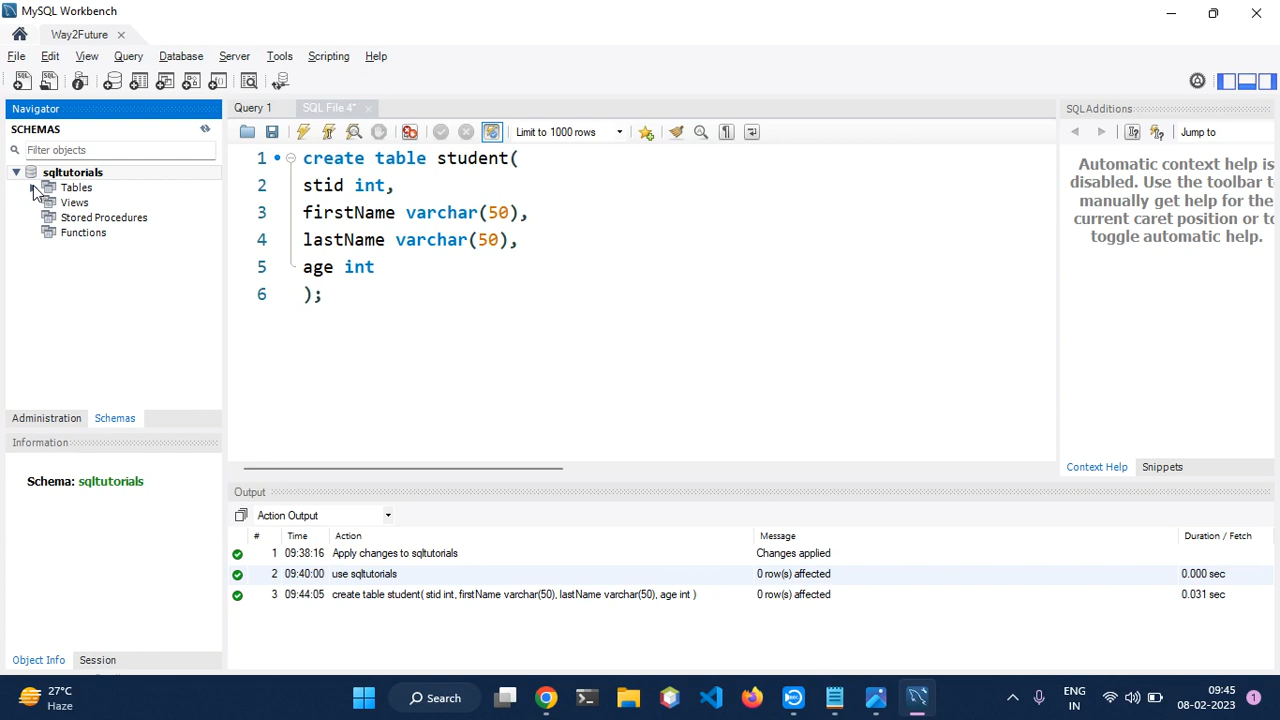 MySQL Workbench
Way2Future
File Edit View Query Database Server Tools Scripting Help
Navigator
SCHEMAS
Filter objects
sqltutorials
Tables
Views
Stored Procedures
Functions
Administration Schemas
Information
Schema: sqltutorials
Object Info Session
Query 1 SQL File 4*
Limit to 1000 rows
1 create table student(
2 stid int,
3 firstName varchar(50),
4 lastName varchar(50),
5 age int
6 );
SQLAdditions
Jump to
Automatic context help is
disabled. Use the toolbar to
manually get help for the
current caret position or to
toggle automatic help.
Context Help Snippets
Output
Action Output
# Time Action Message Duration / Fetch
1 09:38:16 Apply changes to sqltutorials Changes applied
2 09:40:00 use sqltutorials 0 row(s) affected 0.000 sec
3 09:44:05 create table student( stid int, firstName varchar(50), lastName varchar(50), age int ) 0 row(s) affected 0.031 sec
27°C
Haze
Search
ENG
IN
09:45
08-02-2023
1